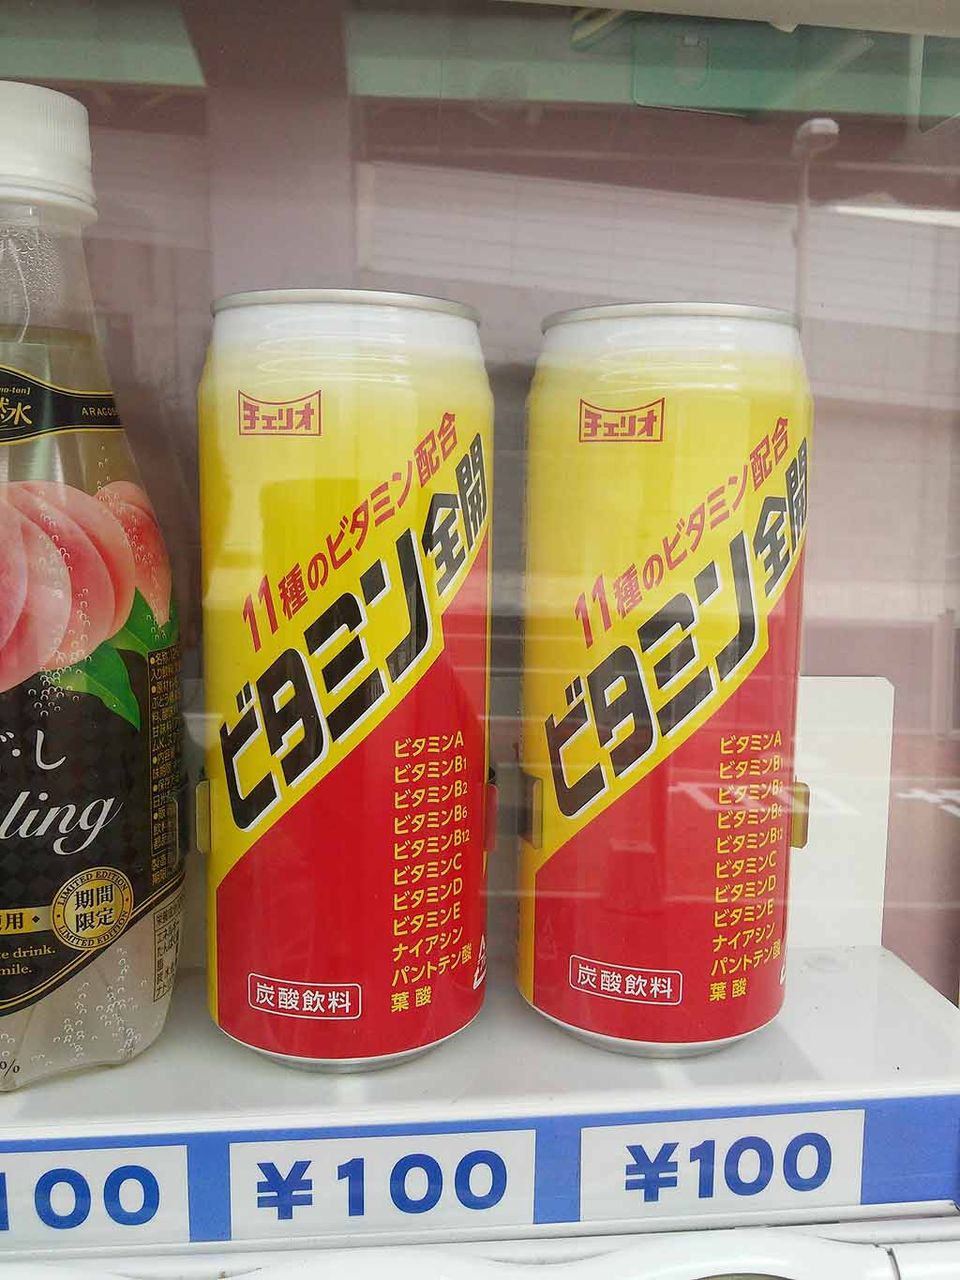 水
ARAGOS
ling
LIMITED EDITION
期間
限定
LIMITED EDITION
drink.
mile.
チェリオ
11種のビタミン配合
ビタミン全開
ビタミンA
ビタミンB1
ビタミンB2
ビタミンB6
ビタミンB12
ビタミンC
ビタミンD
ビタミンE
ナイアシン
パントテン酸
葉酸
炭酸飲料
チェリオ
11種のビタミン配合
ビタミン全開
ビタミンA
ビタミンB1
ビタミンB2
ビタミンB6
ビタミンB12
ビタミンC
ビタミンD
ビタミンE
ナイアシン
パントテン酸
葉酸
炭酸飲料
100
¥100
¥100